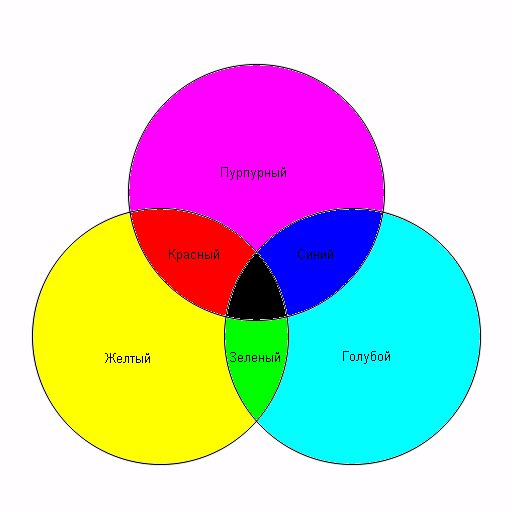 Пурпурный
Красный
Синий
Желтый
Зеленый
Голубой